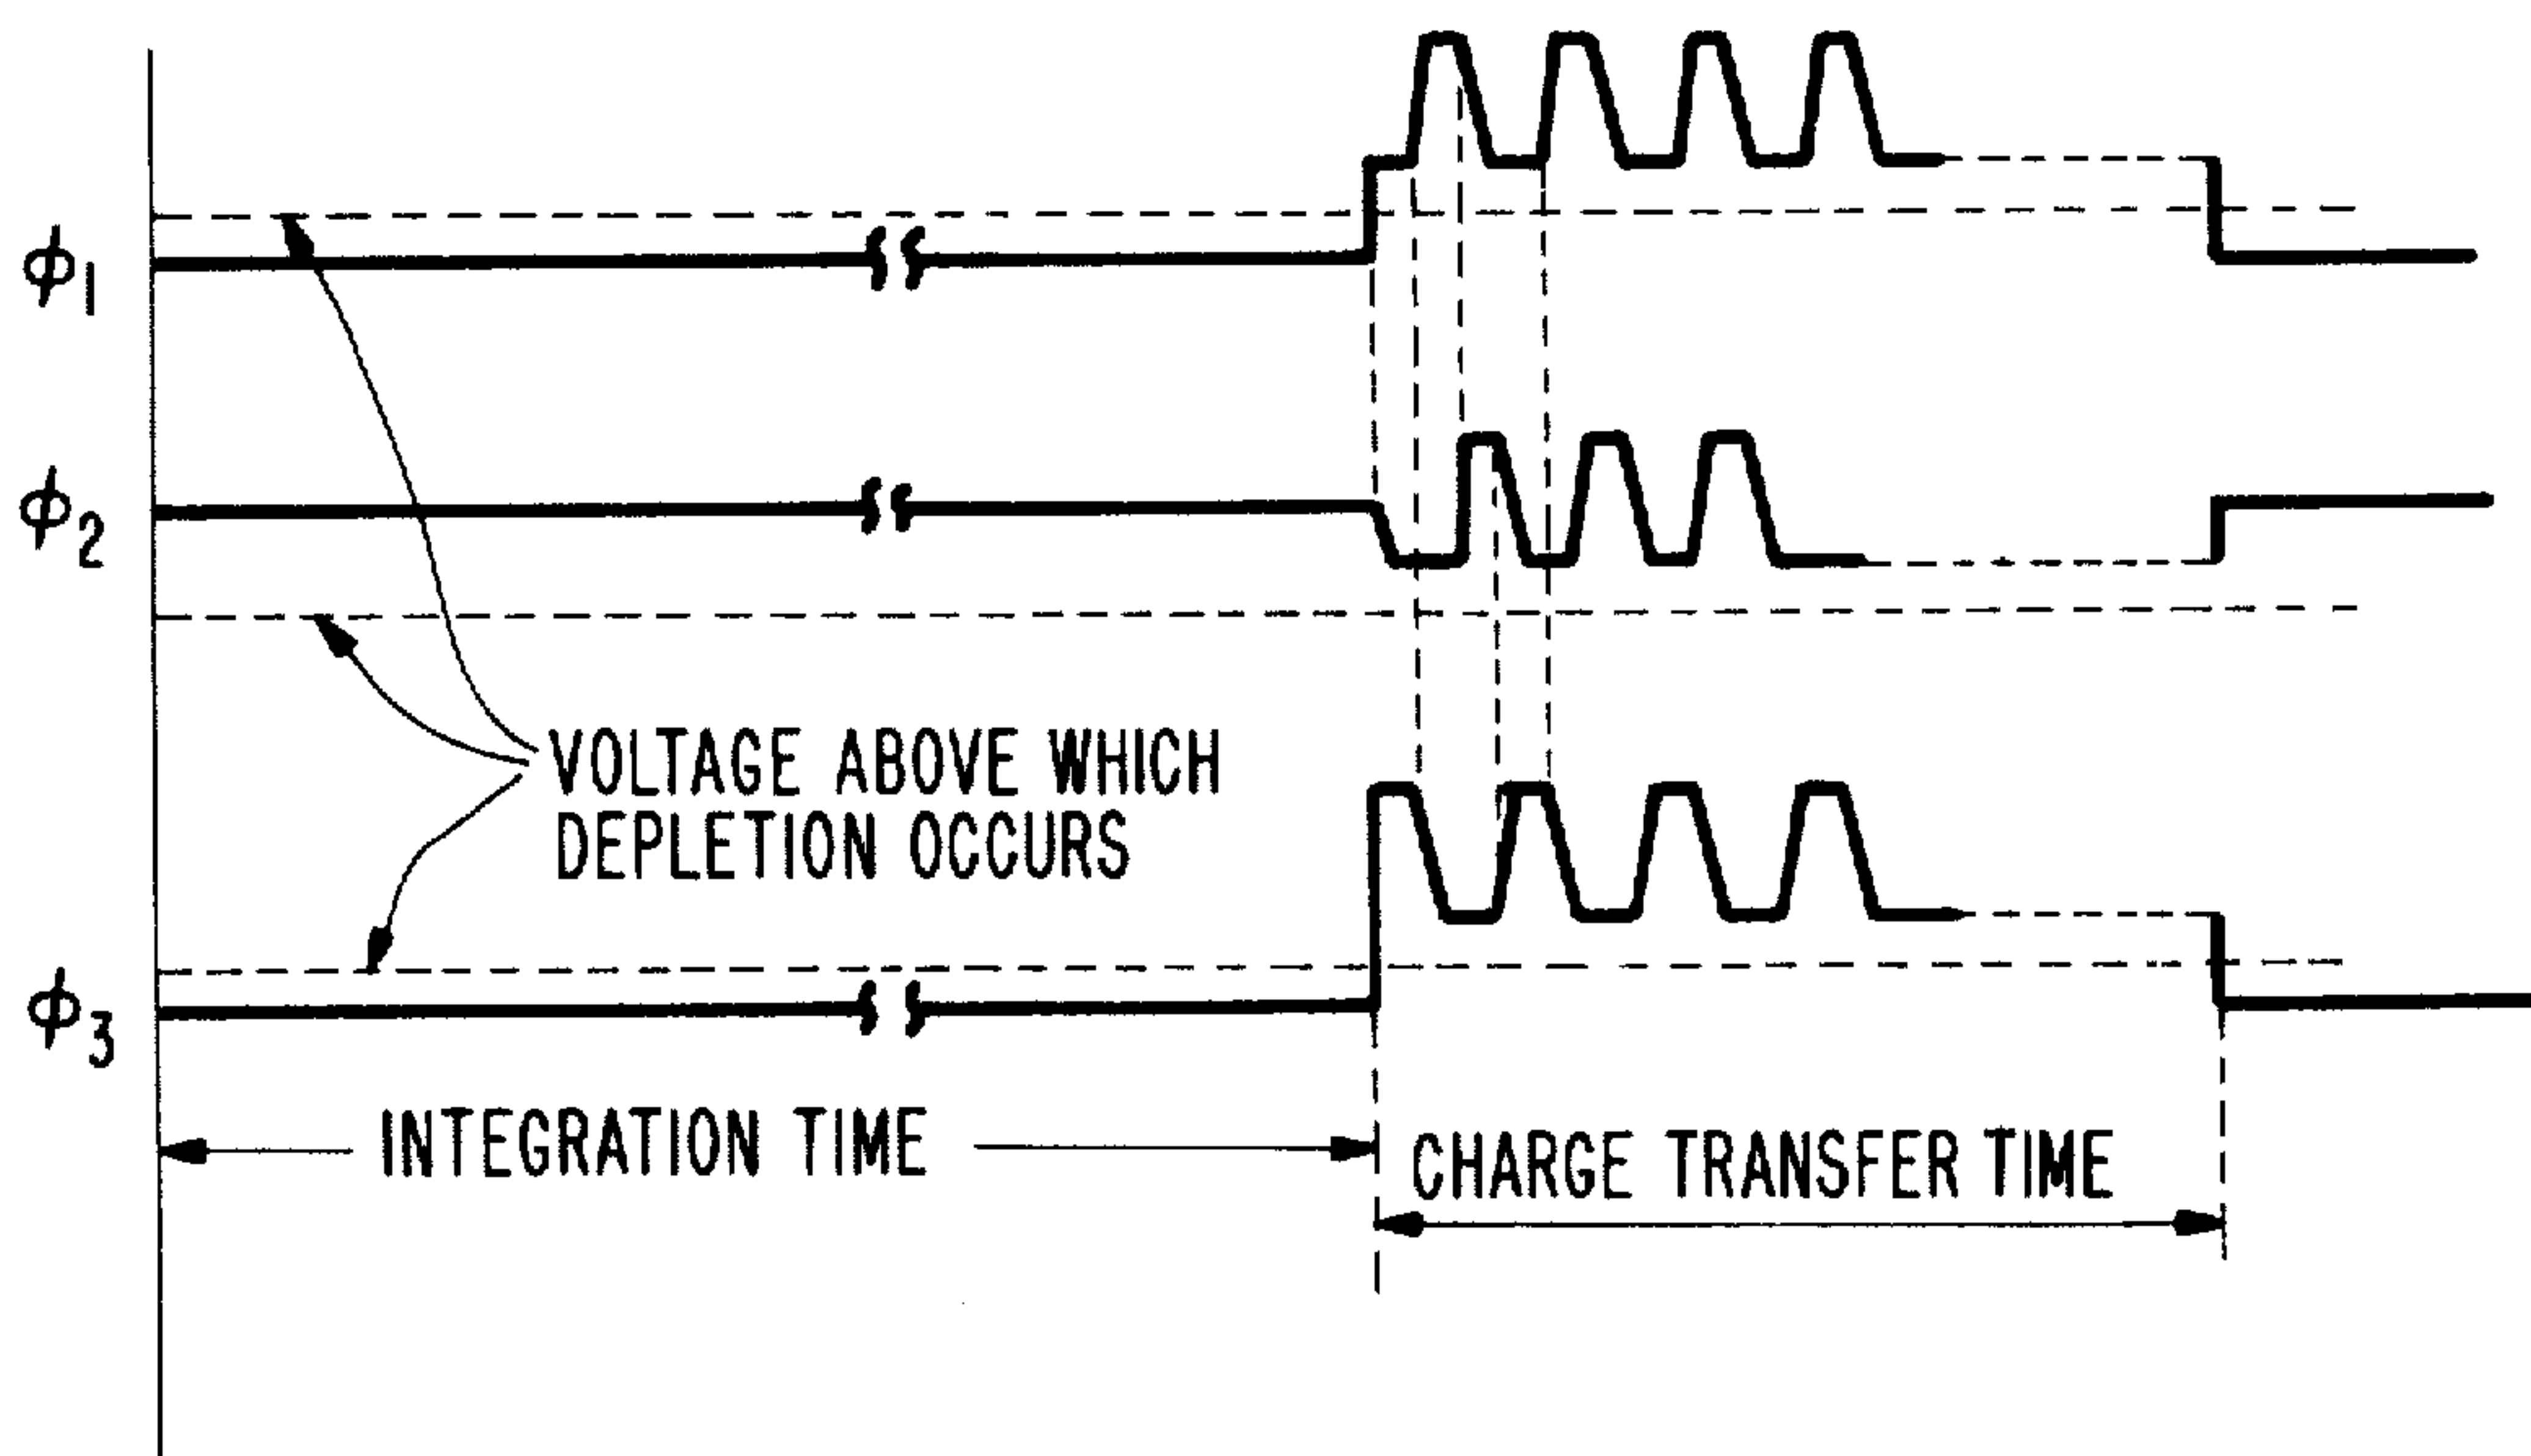 ϕ1
ϕ2
VOLTAGE ABOVE WHICH
DEPLETION OCCURS
ϕ3
INTEGRATION TIME
CHARGE TRANSFER TIME